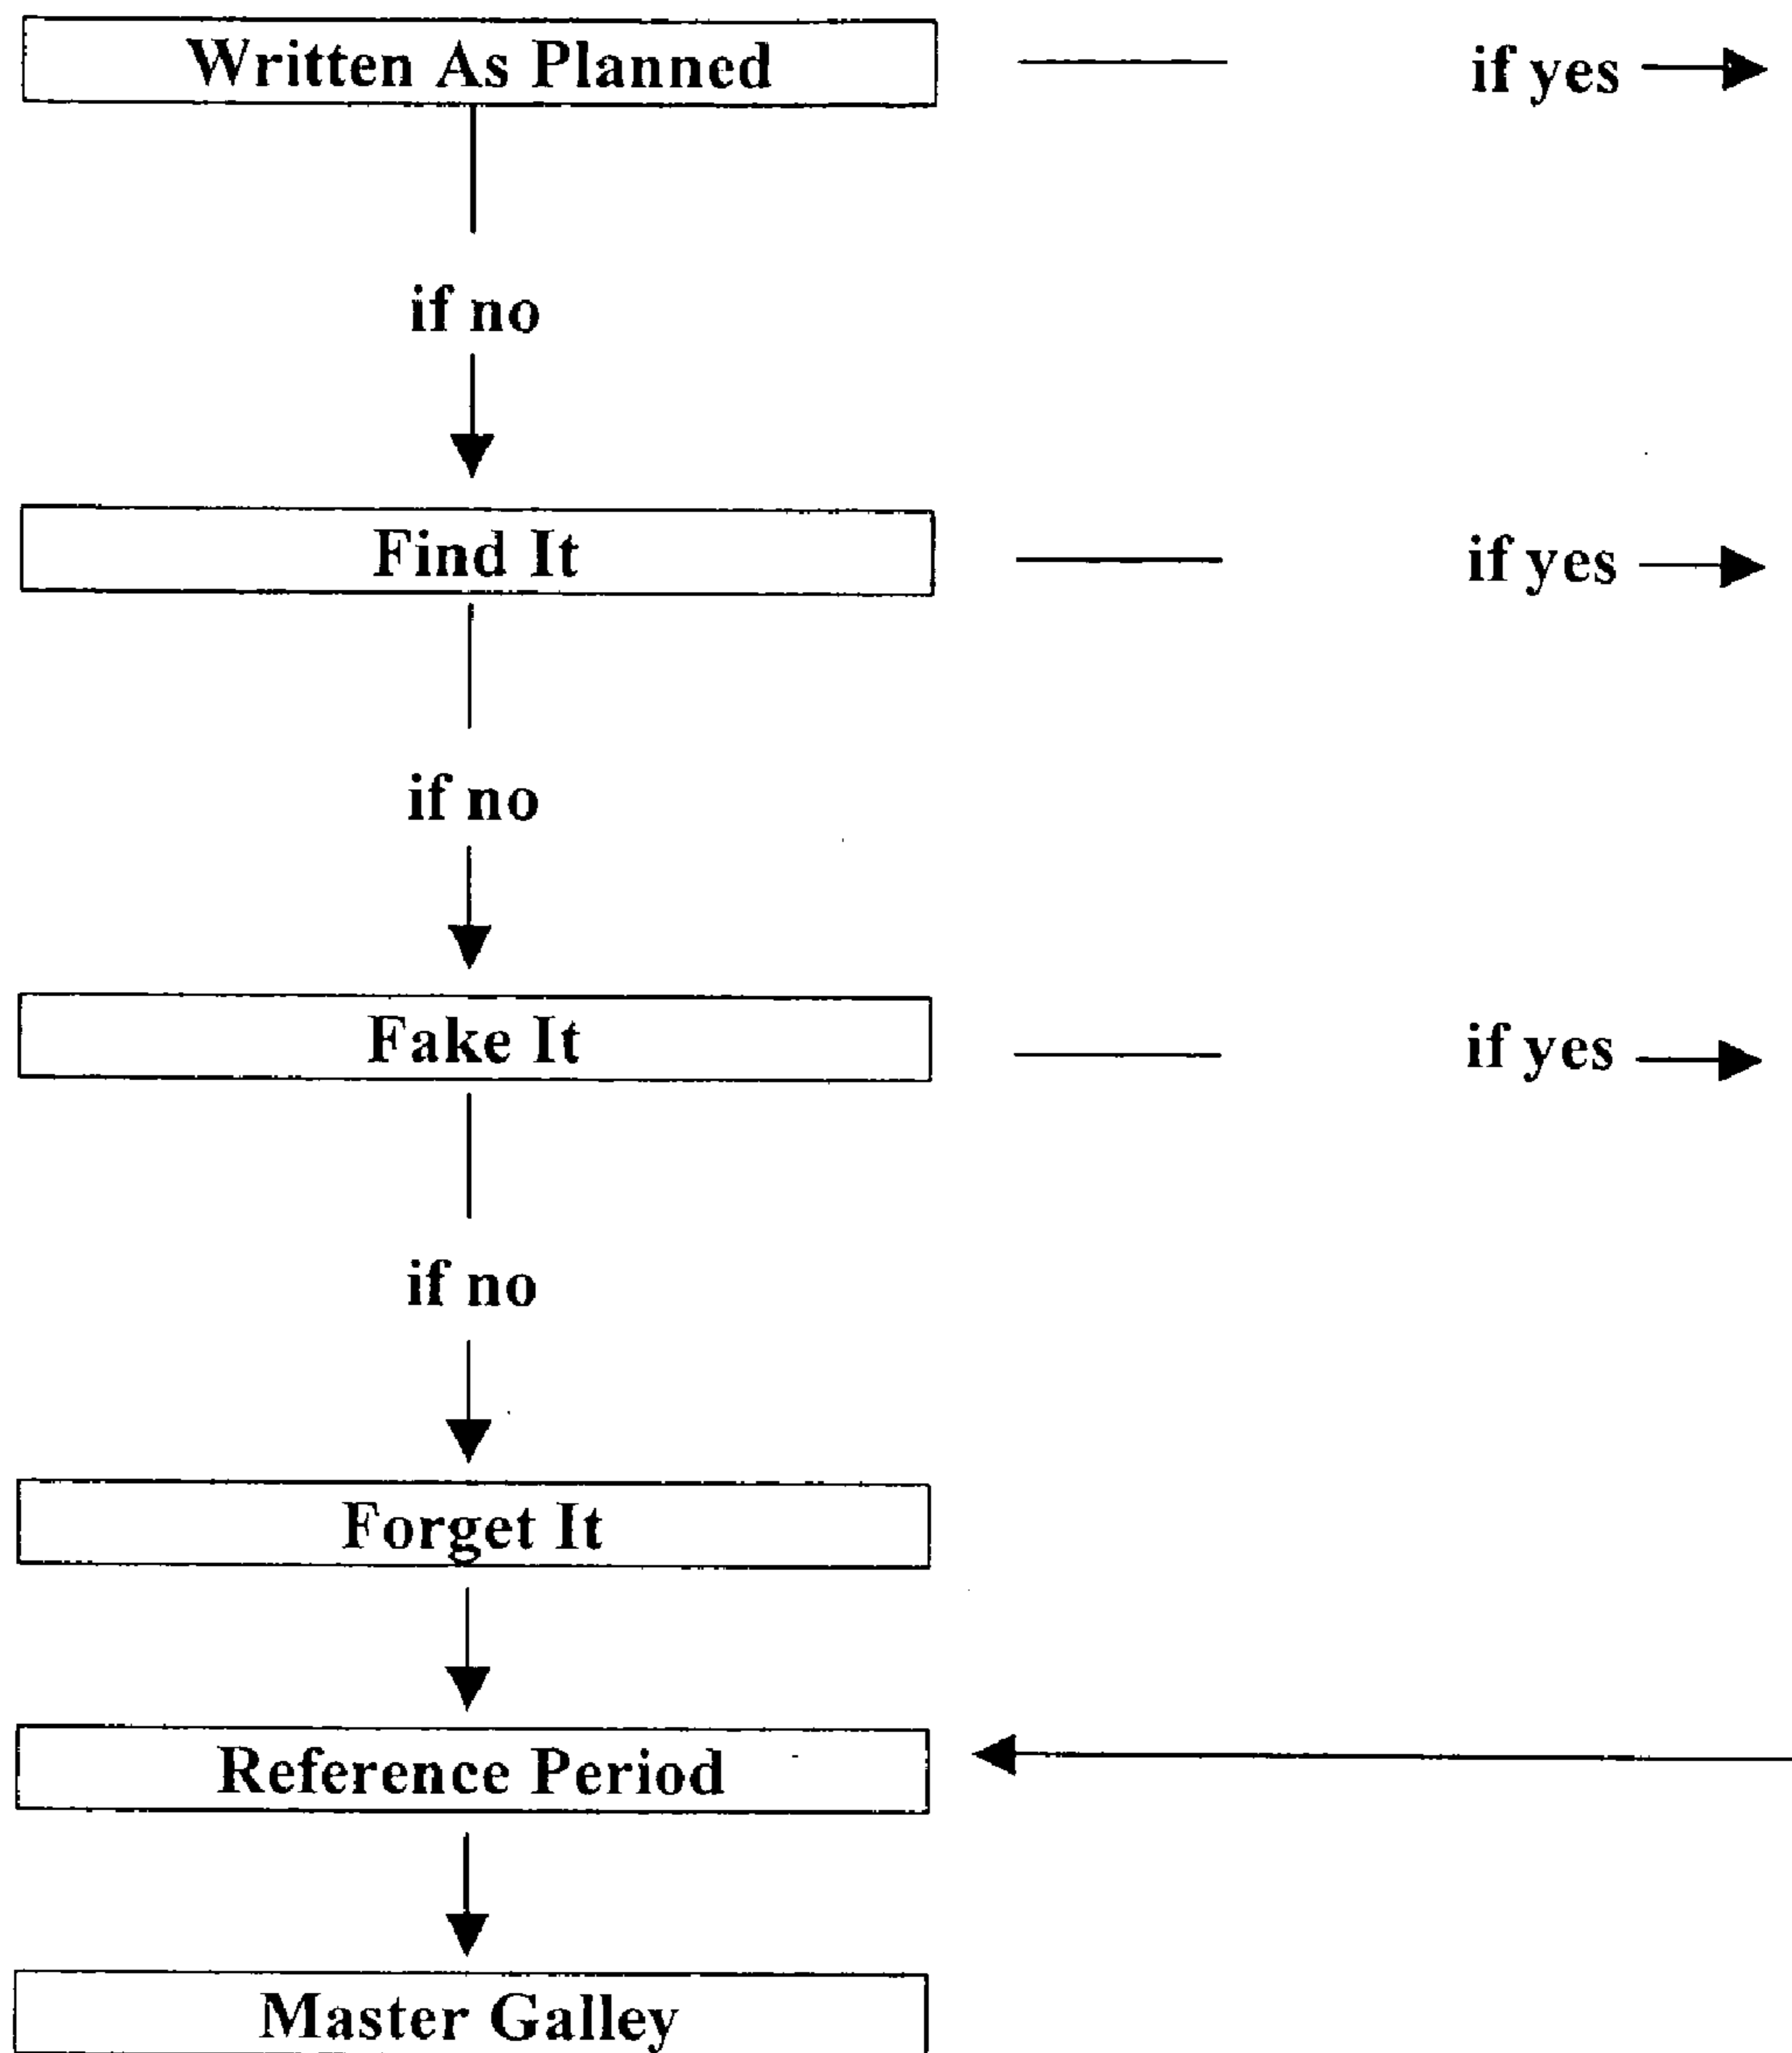 Written As Planned if yes
if no
Find It if yes
if no
Fake It if yes
if no
Forget It
Reference Period
Master Galley